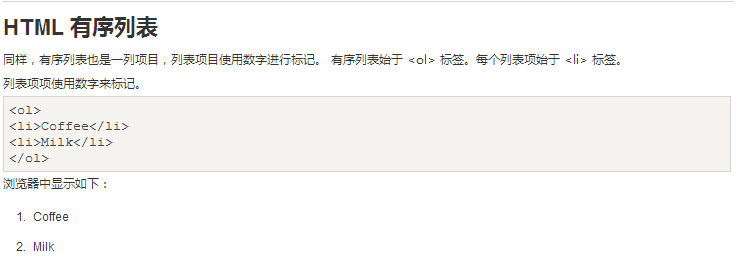 HTML 有序列表
同样，有序列表也是一列项目，列表项目使用数字进行标记。 有序列表始于 <ol> 标签。每个列表项始于 <li> 标签。
列表项项使用数字来标记。
<ol>
<li>Coffee</li>
<li>Milk</li>
</ol>
浏览器中显示如下：
1. Coffee
2. Milk